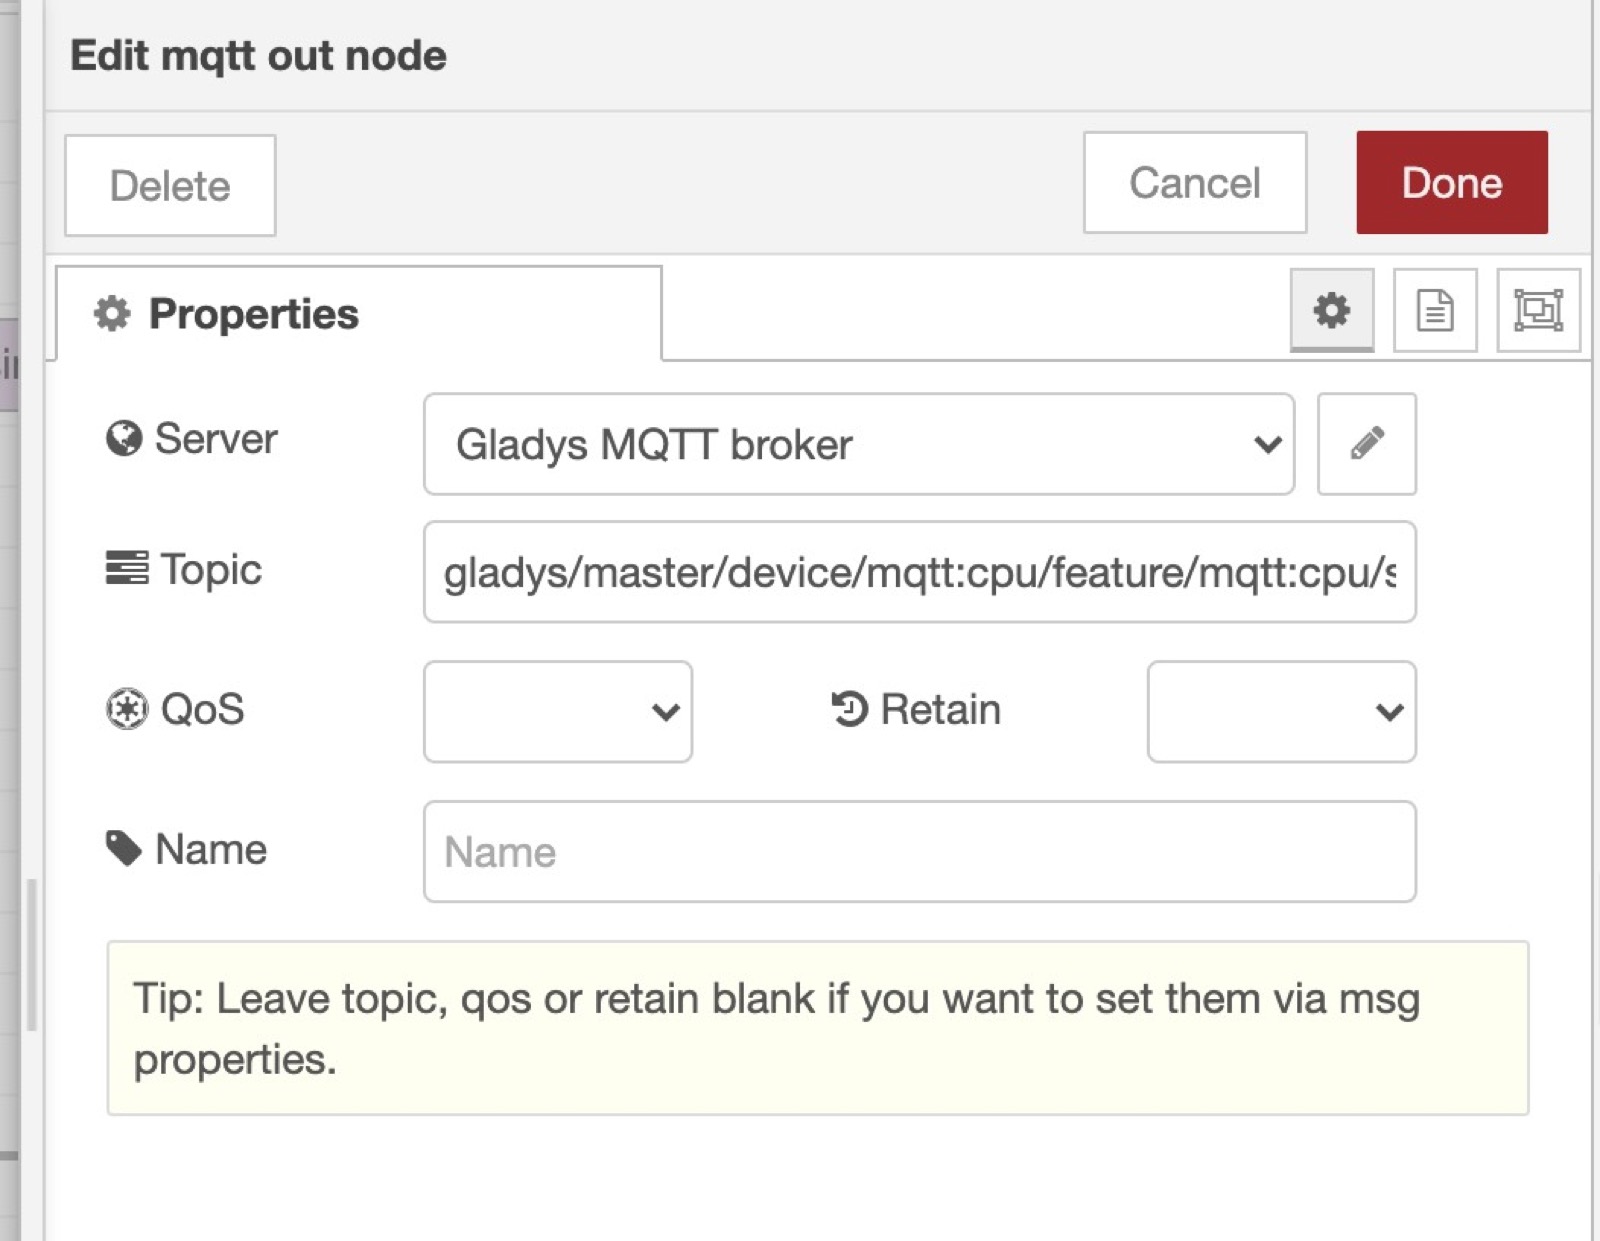 Edit mqtt out node
Delete
Cancel
Done
Properties
Server
Gladys MQTT broker
Topic
gladys/master/device/mqtt:cpu/feature/mqtt:cpu/s
QoS
Retain
Name
Name
Tip: Leave topic, qos or retain blank if you want to set them via msg
properties.